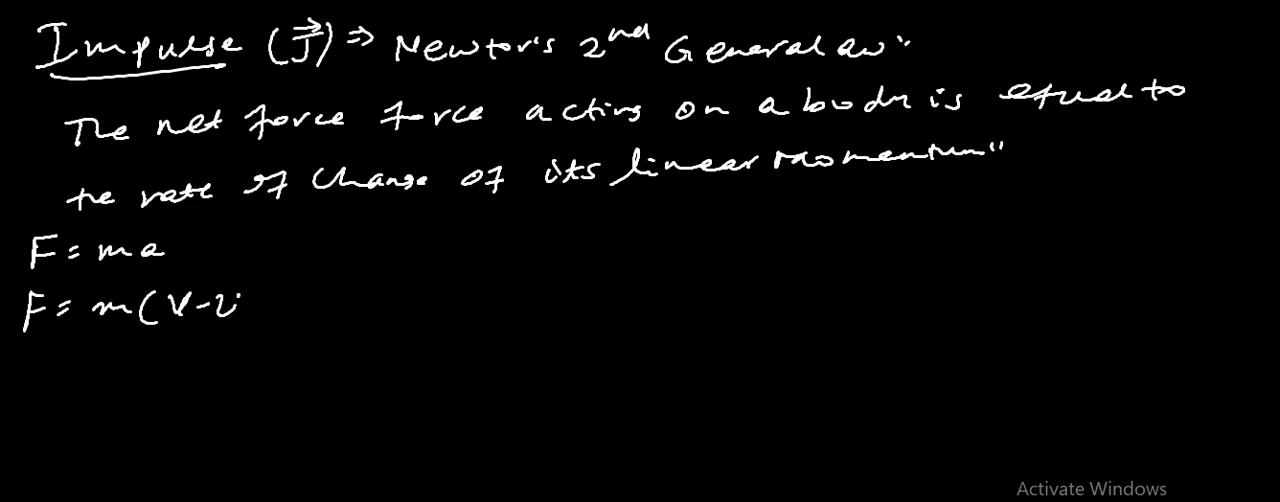 Impulse (J⃗) ⇒ Newton's 2nd General aw"
The net force force acting on a body is equal to
the rate of change of its linear momentum"
F = ma
F = m(v-u
Activate Windows